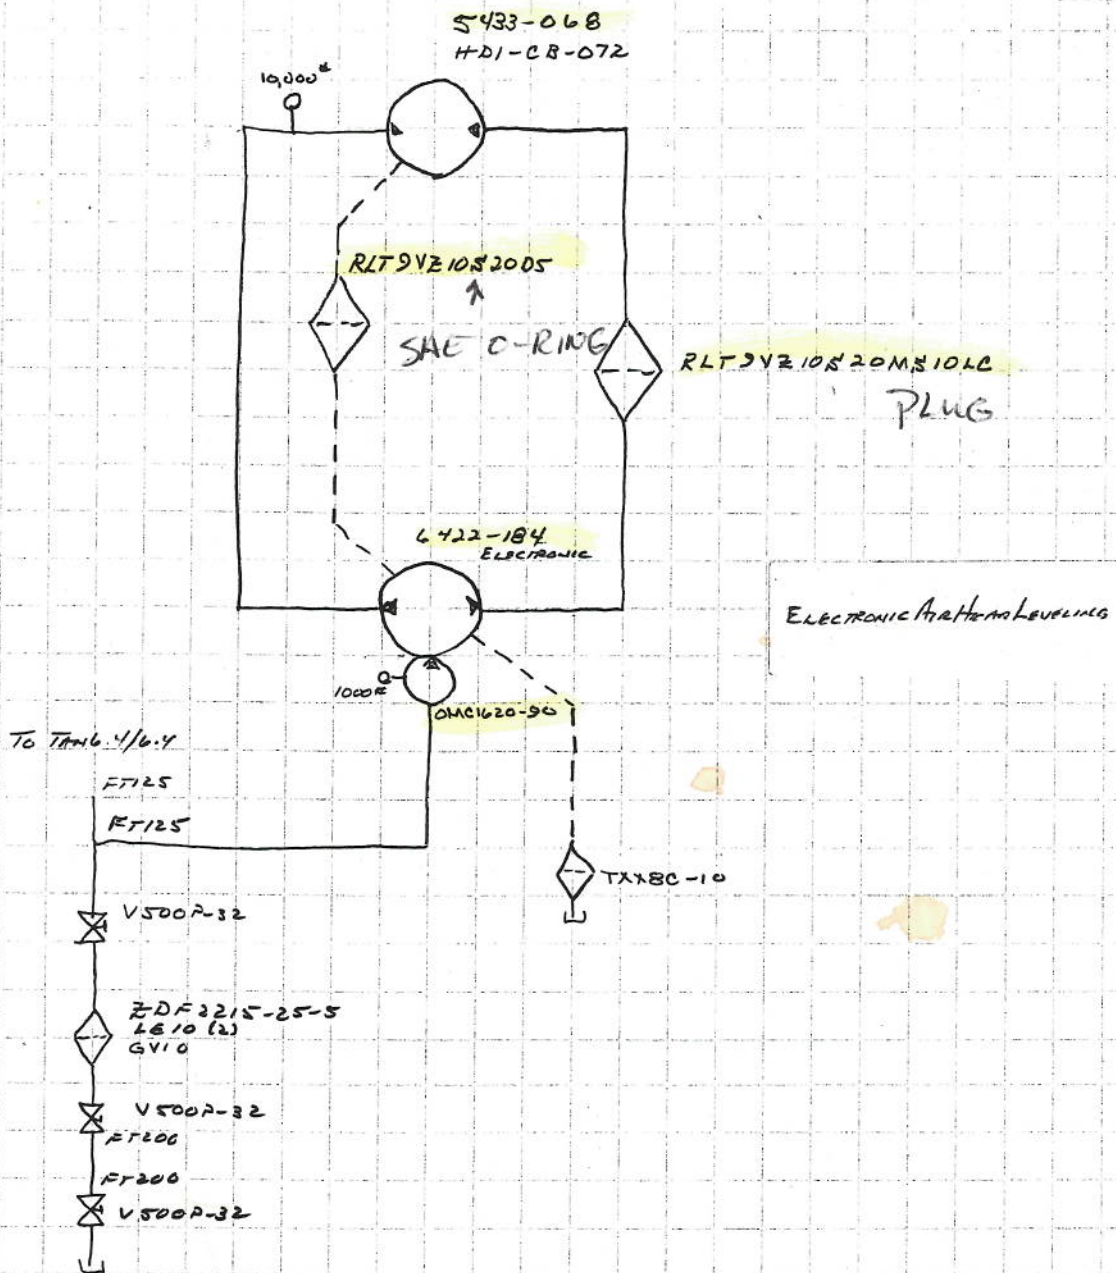 5433-068
HDI-CB-072
10,000#
RLT9VZ10S20D5
SAE O-RING
RLT9VZ10S20MS10LC
PLUG
6422-184
ELECTRONIC
ELECTRONIC AIR HEAD LEVELING
1000#
OMC1620-90
TO TAN6.4/6.4
FT125
FT125
TXX8C-10
V500P-32
ZDF2215-25-5
LE10 (2)
GV10
V500P-32
FT200
FT200
V500P-32